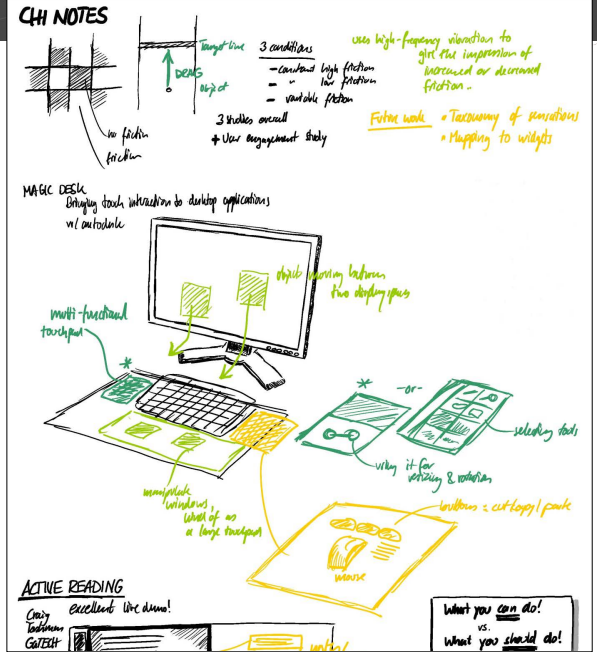 CHI NOTES
Target line
DRAG
object
no friction
friction
3 conditions
- constant high friction
- " low friction
- variable friction
3 studies overall
+ User engagement study
uses high-frequency vibration to
give the impression of
increased or decreased
friction.
Future work • Taxonomy of sensations
• Mapping to widgets
MAGIC DESK
Bringing touch interaction to desktop applications
w/ autodesk
objects moving between
two display spaces
multi-functional
touchpad
*
*
-or-
selecting tools
using it for
resizing & rotation
manipulate
windows,
kind of as
a large touchpad
buttons = cut/copy/paste
mouse
ACTIVE READING
excellent live demo!
Craig
GaTECH
notes/
What you can do!
vs.
What you should do!